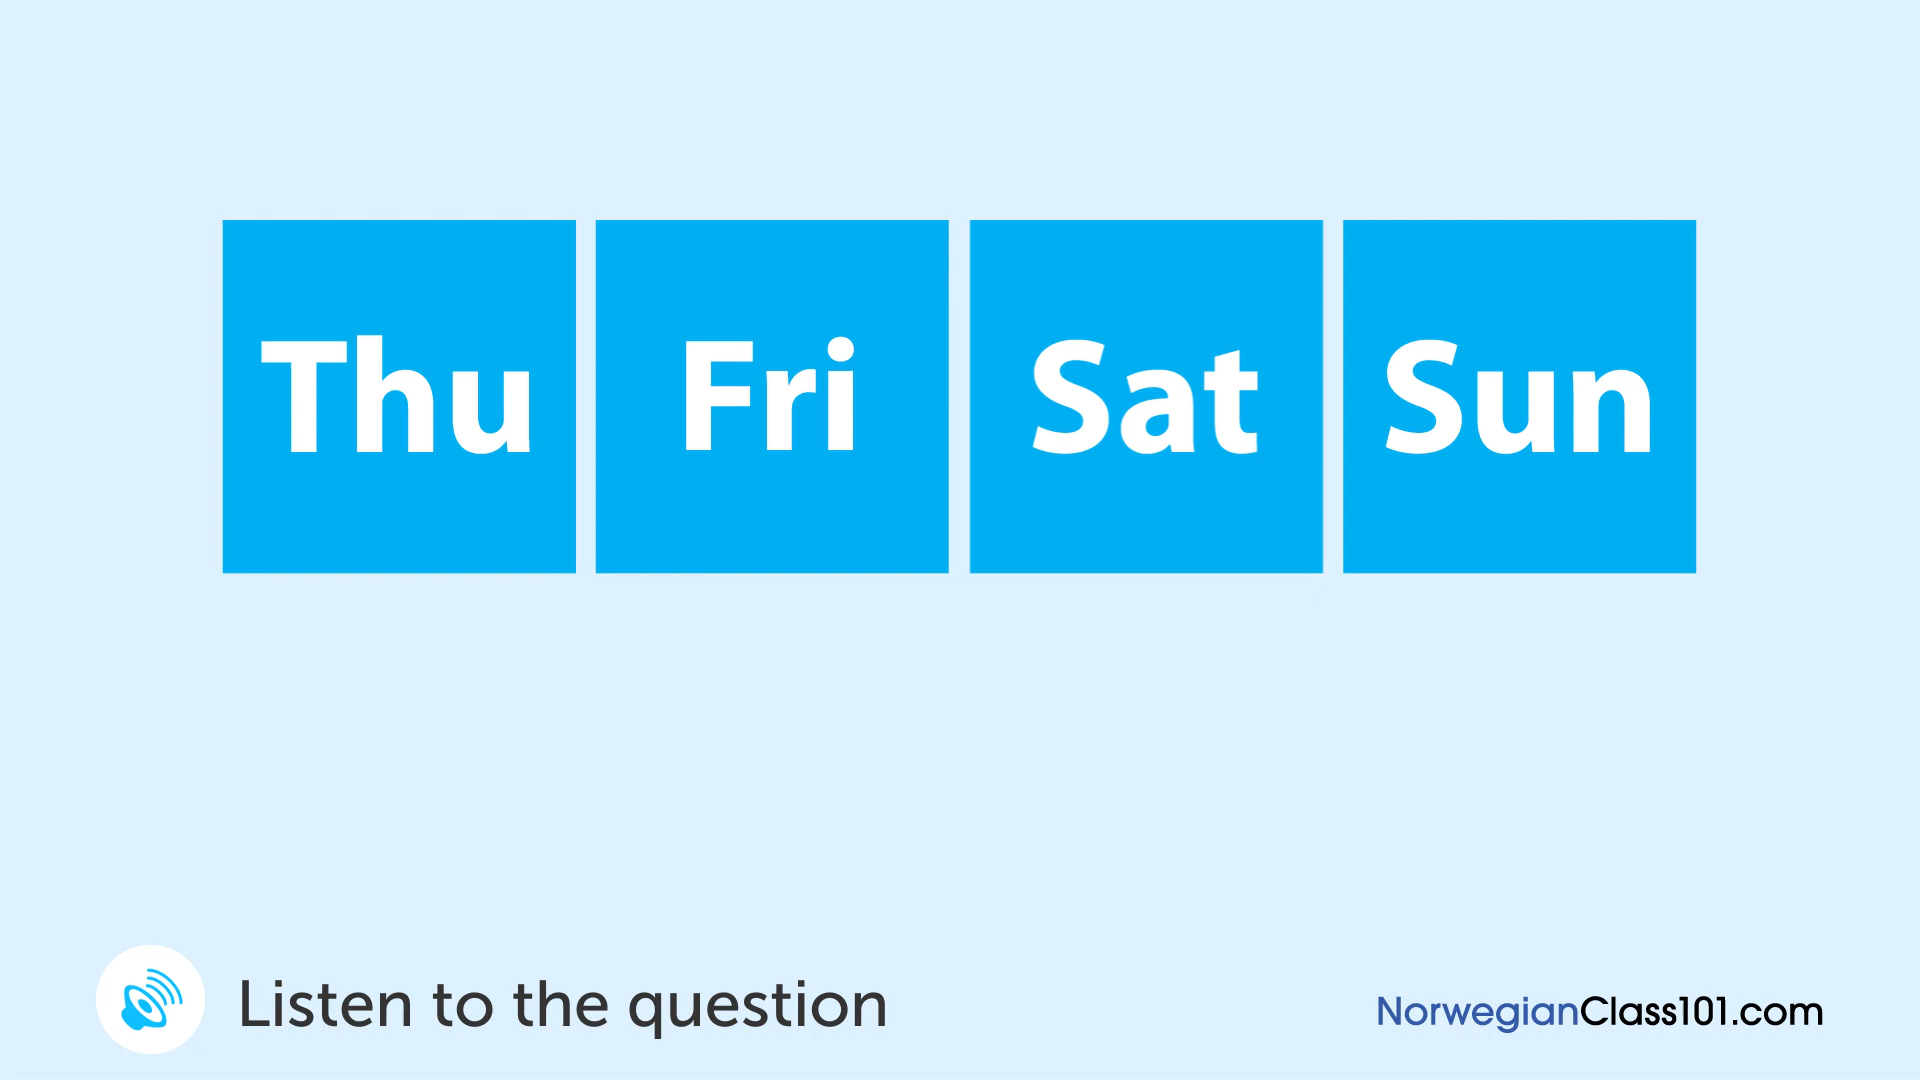 Thu Fri Sat Sun
Listen to the question
NorwegianClass101.com